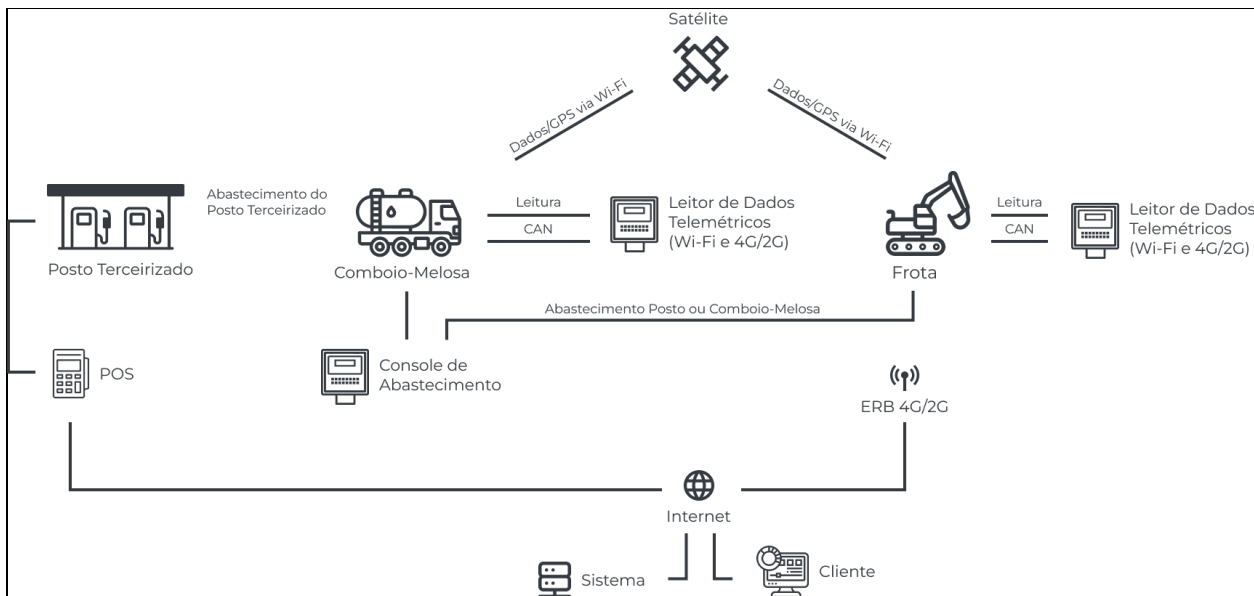 Satélite
Dados/GPS via Wi-Fi
Dados/GPS via Wi-Fi
Abastecimento do
Posto Terceirizado
Posto Terceirizado
Comboio-Melosa
Leitura
CAN
Leitor de Dados
Telemétricos
(Wi-Fi e 4G/2G)
Frota
Leitura
CAN
Leitor de Dados
Telemétricos
(Wi-Fi e 4G/2G)
Abastecimento Posto ou Comboio-Melosa
POS
Console de
Abastecimento
ERB 4G/2G
Internet
Sistema
Cliente